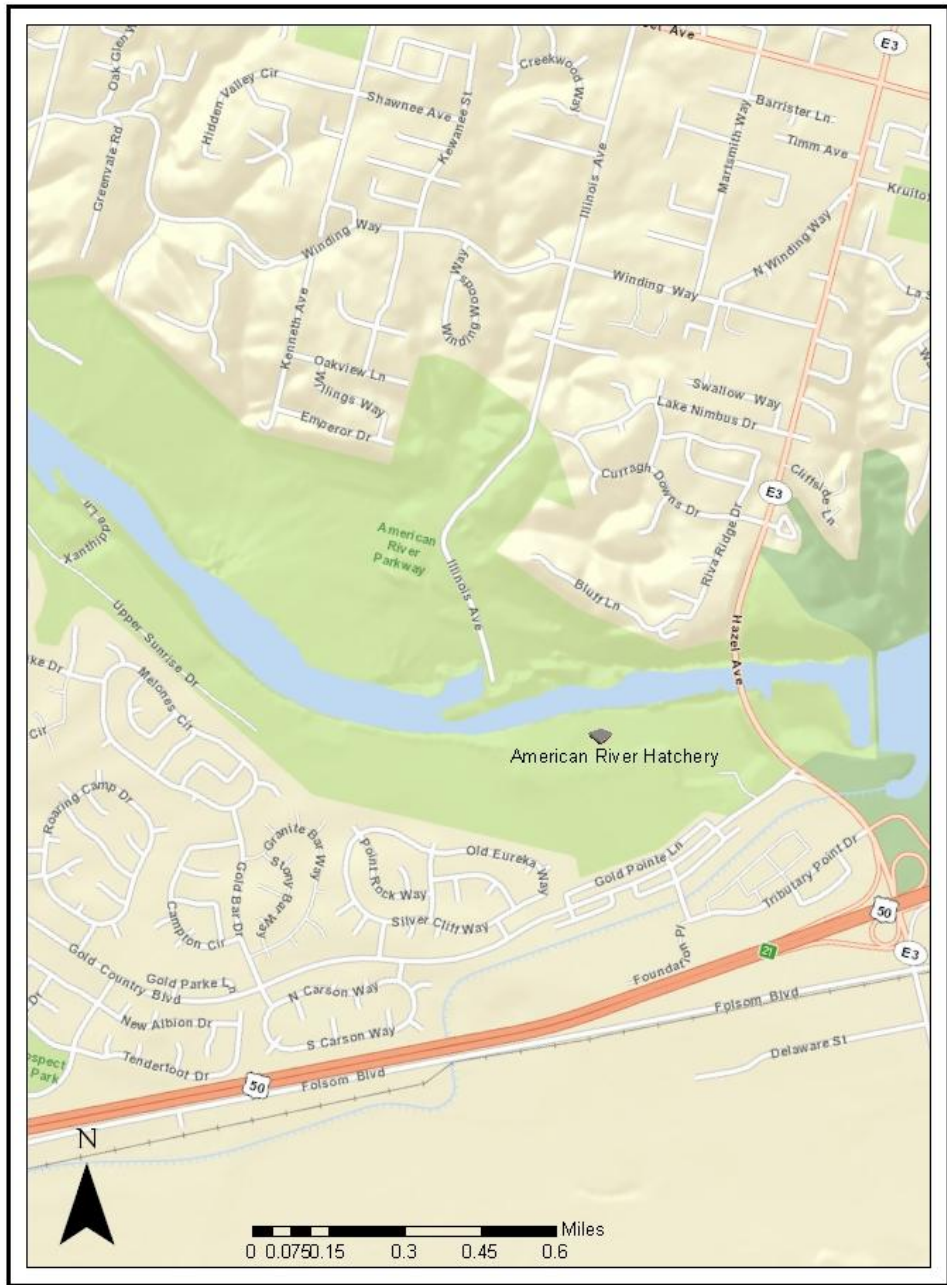 E3
Oak Glen
Hidden Valley Cir
Shawnee Ave
Kewanee St
Creekwood Way
Illinois Ave
Martsmith Way
Barrister Ln
Timm Ave
Greenvale Rd
N Winding Way
Winding Way
Winding Way
Winding Woods Way
Kenneth Ave
Oakview Ln
Emperor Dr
Swallow Way
Lake Nimbus Dr
Curragh Downs Dr
E3
Cliffside Ln
Riva Ridge Dr
American
River
Parkway
Illinois Ave
Bluff Ln
Hazel Ave
Upper Sunrise Dr
Melones Cir
Cir
American River Hatchery
Roaring Camp Dr
Granite Bar Way
Stony Bar Way
Gold Bar Dr
Campton Cir
Point Rock Way
Old Eureka Way
Silver Cliff Way
Gold Pointe Ln
Tributary Point Dr
50
21
E3
Gold Country Blvd
Gold Parke Ln
N Carson Way
S Carson Way
New Albion Dr
Tenderfoot Dr
Dr
Park
50
Folsom Blvd
Folsom Blvd
Delaware St
N
Miles
0 0.075 0.15 0.3 0.45 0.6